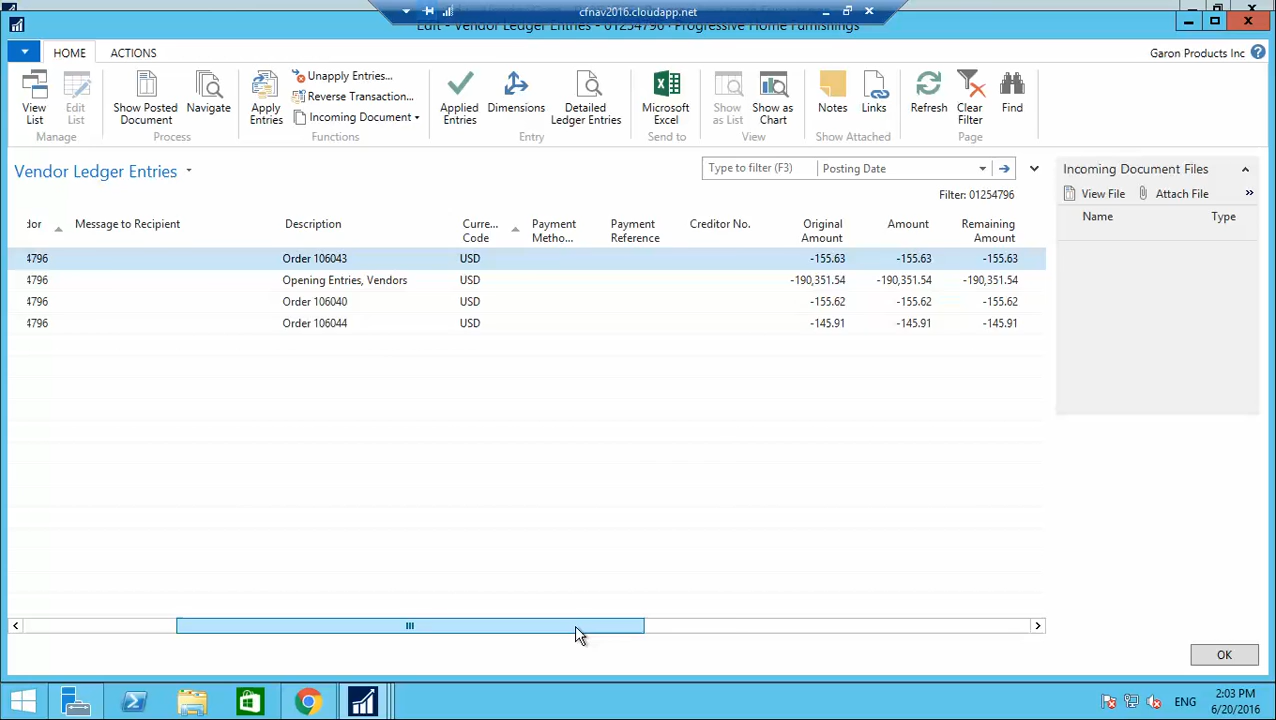 cfnav2016.cloudapp.net
Edit - Vendor Ledger Entries - 01254796 · Progressive Home Furnishings
HOME ACTIONS
Garon Products Inc
View List
Edit List
Manage
Show Posted Document
Navigate
Process
Apply Entries
Unapply Entries...
Reverse Transaction...
Incoming Document
Functions
Applied Entries
Dimensions
Detailed Ledger Entries
Entry
Microsoft Excel
Send to
Show as List
Show as Chart
View
Notes
Links
Show Attached
Refresh
Clear Filter
Find
Page
Vendor Ledger Entries
Type to filter (F3) Posting Date
Filter: 01254796
Incoming Document Files
View File Attach File »
Name Type
dor Message to Recipient Description Curre... Code Payment Metho... Payment Reference Creditor No. Original Amount Amount Remaining Amount
4796 Order 106043 USD -155.63 -155.63 -155.63
4796 Opening Entries, Vendors USD -190,351.54 -190,351.54 -190,351.54
4796 Order 106040 USD -155.62 -155.62 -155.62
4796 Order 106044 USD -145.91 -145.91 -145.91
OK
ENG
2:03 PM
6/20/2016